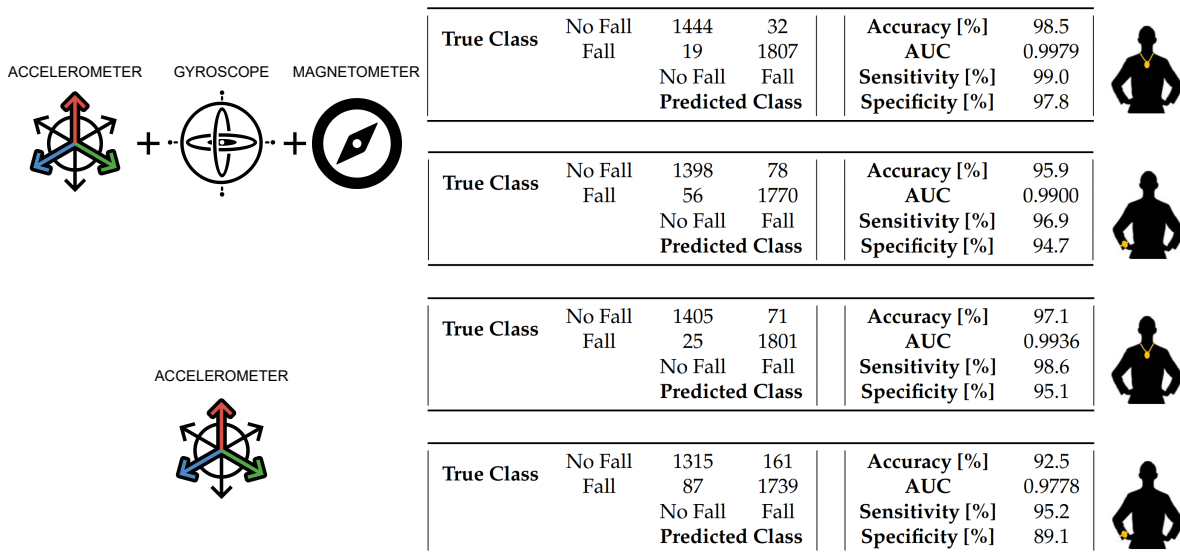 True Class No Fall 1444 32 Accuracy [%] 98.5
Fall 19 1807 AUC 0.9979
No Fall Fall Sensitivity [%] 99.0
Predicted Class Specificity [%] 97.8
ACCELEROMETER GYROSCOPE MAGNETOMETER
+ +
True Class No Fall 1398 78 Accuracy [%] 95.9
Fall 56 1770 AUC 0.9900
No Fall Fall Sensitivity [%] 96.9
Predicted Class Specificity [%] 94.7
True Class No Fall 1405 71 Accuracy [%] 97.1
Fall 25 1801 AUC 0.9936
No Fall Fall Sensitivity [%] 98.6
Predicted Class Specificity [%] 95.1
ACCELEROMETER
True Class No Fall 1315 161 Accuracy [%] 92.5
Fall 87 1739 AUC 0.9778
No Fall Fall Sensitivity [%] 95.2
Predicted Class Specificity [%] 89.1